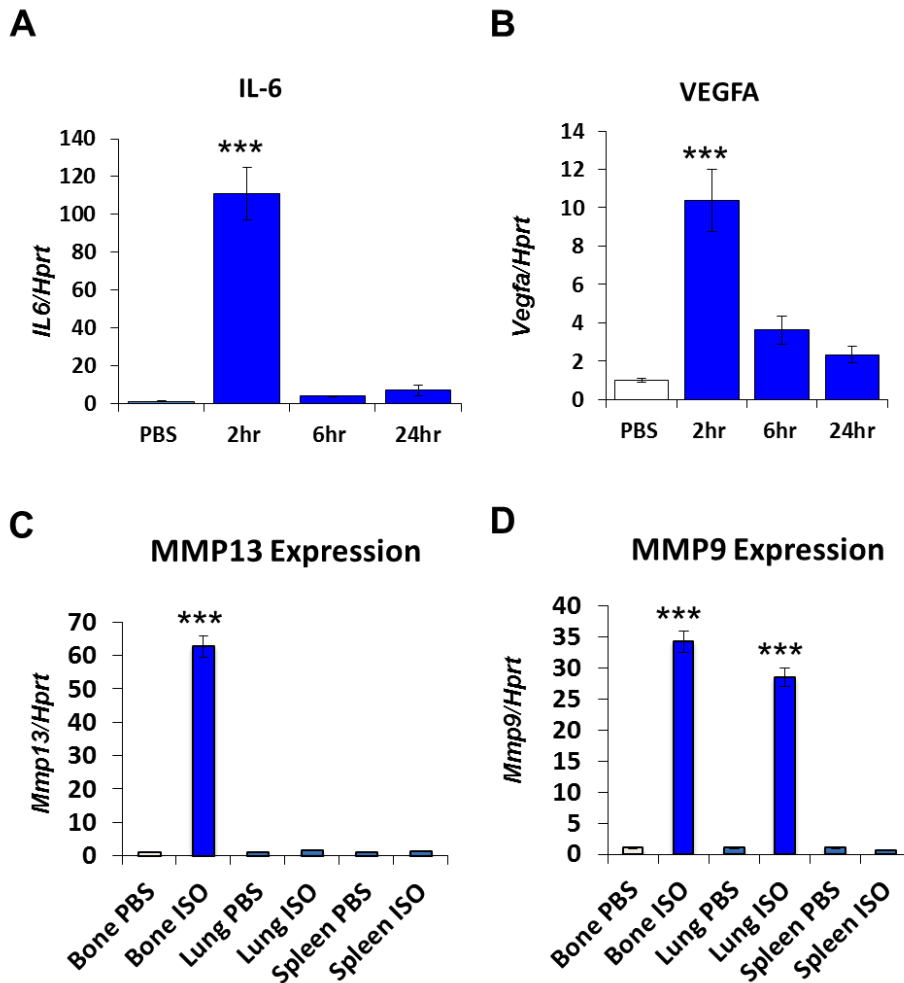 A
IL-6
IL6/Hprt
140
120
100
80
60
40
20
0
***
PBS
2hr
6hr
24hr
B
VEGFA
Vegfa/Hprt
14
12
10
8
6
4
2
0
***
PBS
2hr
6hr
24hr
C
MMP13 Expression
Mmp13/Hprt
70
60
50
40
30
20
10
0
***
Bone PBS
Bone ISO
Lung PBS
Lung ISO
Spleen PBS
Spleen ISO
D
MMP9 Expression
Mmp9/Hprt
40
35
30
25
20
15
10
5
0
***
***
Bone PBS
Bone ISO
Lung PBS
Lung ISO
Spleen PBS
Spleen ISO